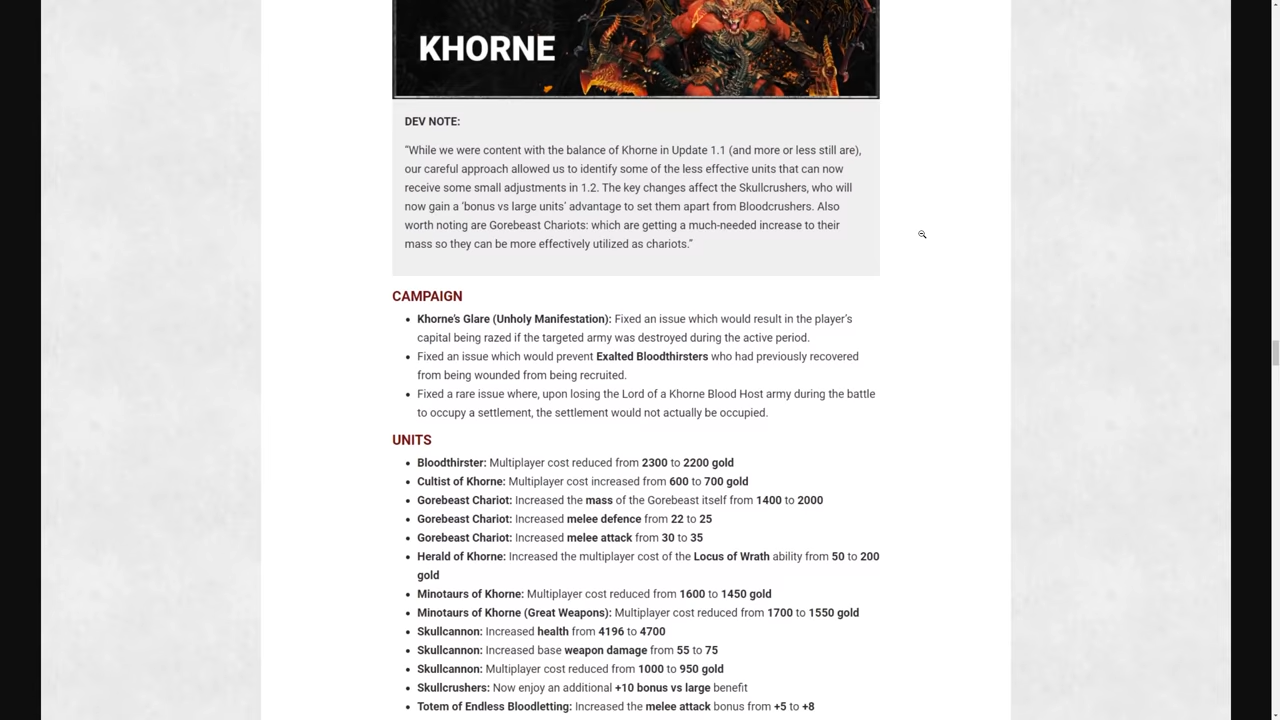 KHORNE
DEV NOTE:
“While we were content with the balance of Khorne in Update 1.1 (and more or less still are),
our careful approach allowed us to identify some of the less effective units that can now
receive some small adjustments in 1.2. The key changes affect the Skullcrushers, who will
now gain a ‘bonus vs large units’ advantage to set them apart from Bloodcrushers. Also
worth noting are Gorebeast Chariots: which are getting a much-needed increase to their
mass so they can be more effectively utilized as chariots.”
CAMPAIGN
• Khorne’s Glare (Unholy Manifestation): Fixed an issue which would result in the player’s
capital being razed if the targeted army was destroyed during the active period.
• Fixed an issue which would prevent Exalted Bloodthirsters who had previously recovered
from being wounded from being recruited.
• Fixed a rare issue where, upon losing the Lord of a Khorne Blood Host army during the battle
to occupy a settlement, the settlement would not actually be occupied.
UNITS
• Bloodthirster: Multiplayer cost reduced from 2300 to 2200 gold
• Cultist of Khorne: Multiplayer cost increased from 600 to 700 gold
• Gorebeast Chariot: Increased the mass of the Gorebeast itself from 1400 to 2000
• Gorebeast Chariot: Increased melee defence from 22 to 25
• Gorebeast Chariot: Increased melee attack from 30 to 35
• Herald of Khorne: Increased the multiplayer cost of the Locus of Wrath ability from 50 to 200
gold
• Minotaurs of Khorne: Multiplayer cost reduced from 1600 to 1450 gold
• Minotaurs of Khorne (Great Weapons): Multiplayer cost reduced from 1700 to 1550 gold
• Skullcannon: Increased health from 4196 to 4700
• Skullcannon: Increased base weapon damage from 55 to 75
• Skullcannon: Multiplayer cost reduced from 1000 to 950 gold
• Skullcrushers: Now enjoy an additional +10 bonus vs large benefit
• Totem of Endless Bloodletting: Increased the melee attack bonus from +5 to +8